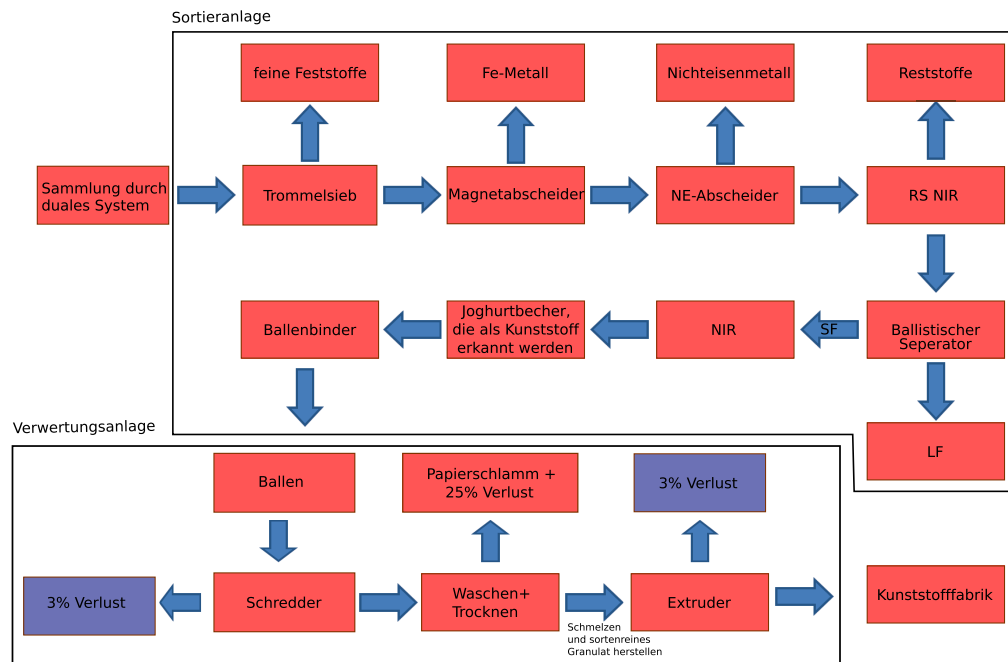 Sortieranlage
feine Feststoffe
Fe-Metall
Nichteisenmetall
Reststoffe
Sammlung durch
duales System
Trommelsieb
Magnetabscheider
NE-Abscheider
RS NIR
Ballenbinder
Joghurtbecher,
die als Kunststoff
erkannt werden
NIR
SF
Ballistischer
Seperator
LF
Verwertungsanlage
Ballen
Papierschlamm +
25% Verlust
3% Verlust
3% Verlust
Schredder
Waschen+
Trocknen
Schmelzen
und sortenreines
Granulat herstellen
Extruder
Kunststofffabrik